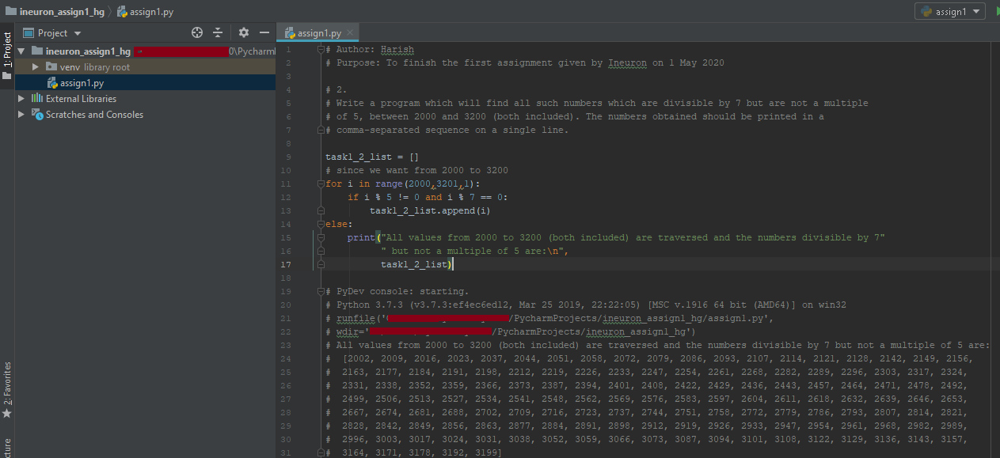 ineuron_assign1_hg assign1.py
assign1
1: Project
Project
assign1.py
ineuron_assign1_hg 0\Pycharml
venv library root
assign1.py
External Libraries
Scratches and Consoles
2: Favorites
cture
1 # Author: Harish
2 # Purpose: To finish the first assignment given by Ineuron on 1 May 2020
3
4 # 2.
5 # Write a program which will find all such numbers which are divisible by 7 but are not a multiple
6 # of 5, between 2000 and 3200 (both included). The numbers obtained should be printed in a
7 # comma-separated sequence on a single line.
8
9 task1_2_list = []
10 # since we want from 2000 to 3200
11 for i in range(2000,3201,1):
12 if i % 5 != 0 and i % 7 == 0:
13 task1_2_list.append(i)
14 else:
15 print("All values from 2000 to 3200 (both included) are traversed and the numbers divisible by 7"
16 " but not a multiple of 5 are:\n",
17 task1_2_list)
18
19 # PyDev console: starting.
20 # Python 3.7.3 (v3.7.3:ef4ec6ed12, Mar 25 2019, 22:22:05) [MSC v.1916 64 bit (AMD64)] on win32
21 # runfile(' /PycharmProjects/ineuron_assign1_hg/assign1.py',
22 # wdir=' /PycharmProjects/ineuron_assign1_hg')
23 # All values from 2000 to 3200 (both included) are traversed and the numbers divisible by 7 but not a multiple of 5 are:
24 # [2002, 2009, 2016, 2023, 2037, 2044, 2051, 2058, 2072, 2079, 2086, 2093, 2107, 2114, 2121, 2128, 2142, 2149, 2156,
25 # 2163, 2177, 2184, 2191, 2198, 2212, 2219, 2226, 2233, 2247, 2254, 2261, 2268, 2282, 2289, 2296, 2303, 2317, 2324,
26 # 2331, 2338, 2352, 2359, 2366, 2373, 2387, 2394, 2401, 2408, 2422, 2429, 2436, 2443, 2457, 2464, 2471, 2478, 2492,
27 # 2499, 2506, 2513, 2527, 2534, 2541, 2548, 2562, 2569, 2576, 2583, 2597, 2604, 2611, 2618, 2632, 2639, 2646, 2653,
28 # 2667, 2674, 2681, 2688, 2702, 2709, 2716, 2723, 2737, 2744, 2751, 2758, 2772, 2779, 2786, 2793, 2807, 2814, 2821,
29 # 2828, 2842, 2849, 2856, 2863, 2877, 2884, 2891, 2898, 2912, 2919, 2926, 2933, 2947, 2954, 2961, 2968, 2982, 2989,
30 # 2996, 3003, 3017, 3024, 3031, 3038, 3052, 3059, 3066, 3073, 3087, 3094, 3101, 3108, 3122, 3129, 3136, 3143, 3157,
31 # 3164, 3171, 3178, 3192, 3199]